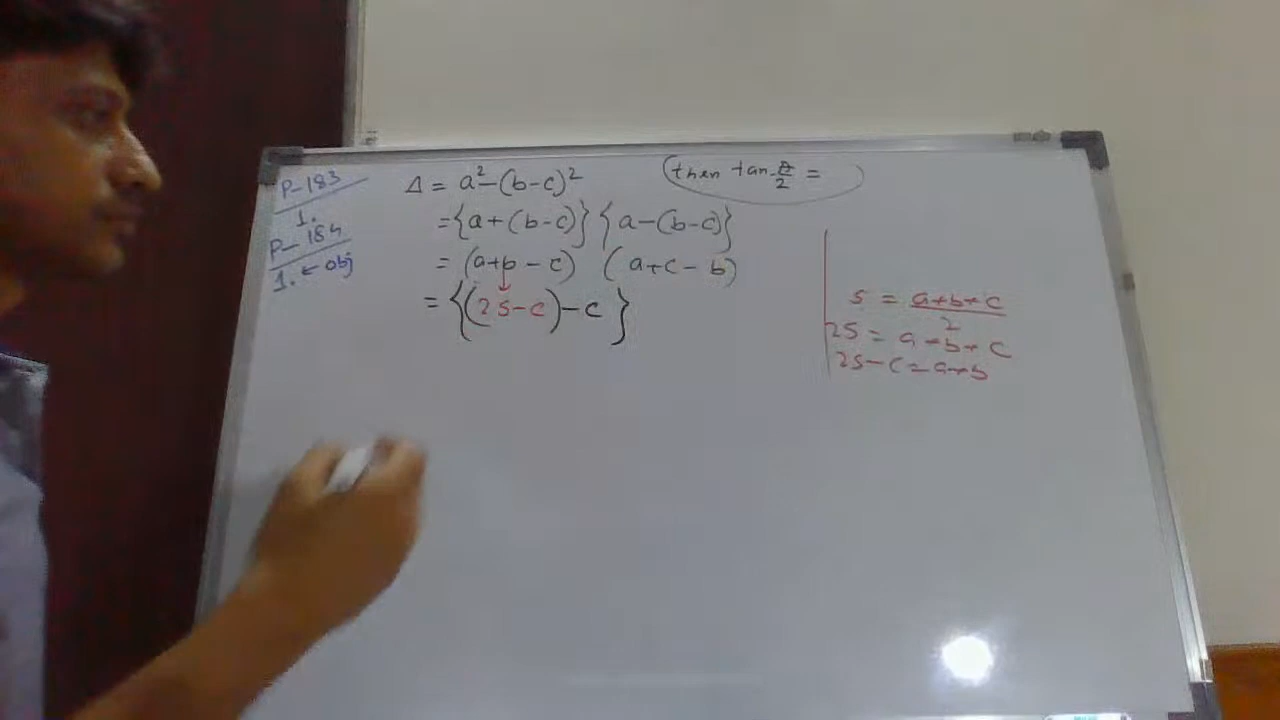 P-183
1.
P-184
1. ← obj
Δ = a²-(b-c)²
(then tan A/2 =
= {a+(b-c)} {a-(b-c)}
= (a+b-c) (a+c-b)
= {(2s-c)-c}
s = a+b+c/2
2s = a+b+c
2s-c = a+b